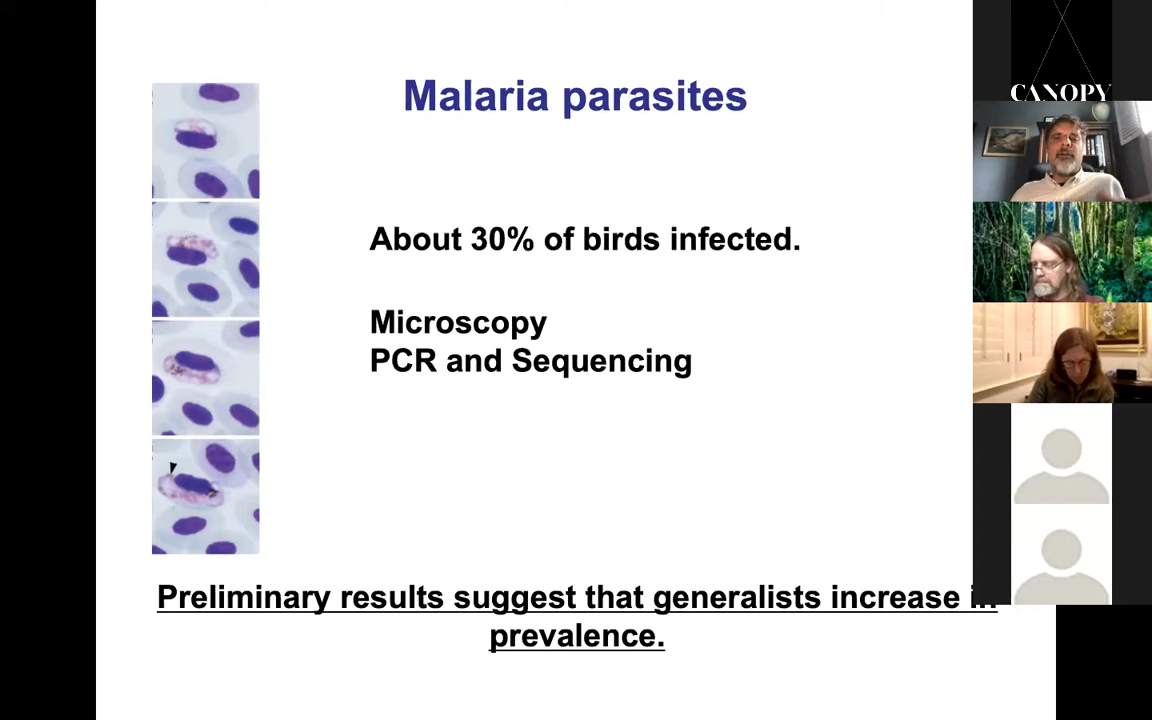 Malaria parasites
CANOPY
About 30% of birds infected.
Microscopy
PCR and Sequencing
Preliminary results suggest that generalists increase in
prevalence.